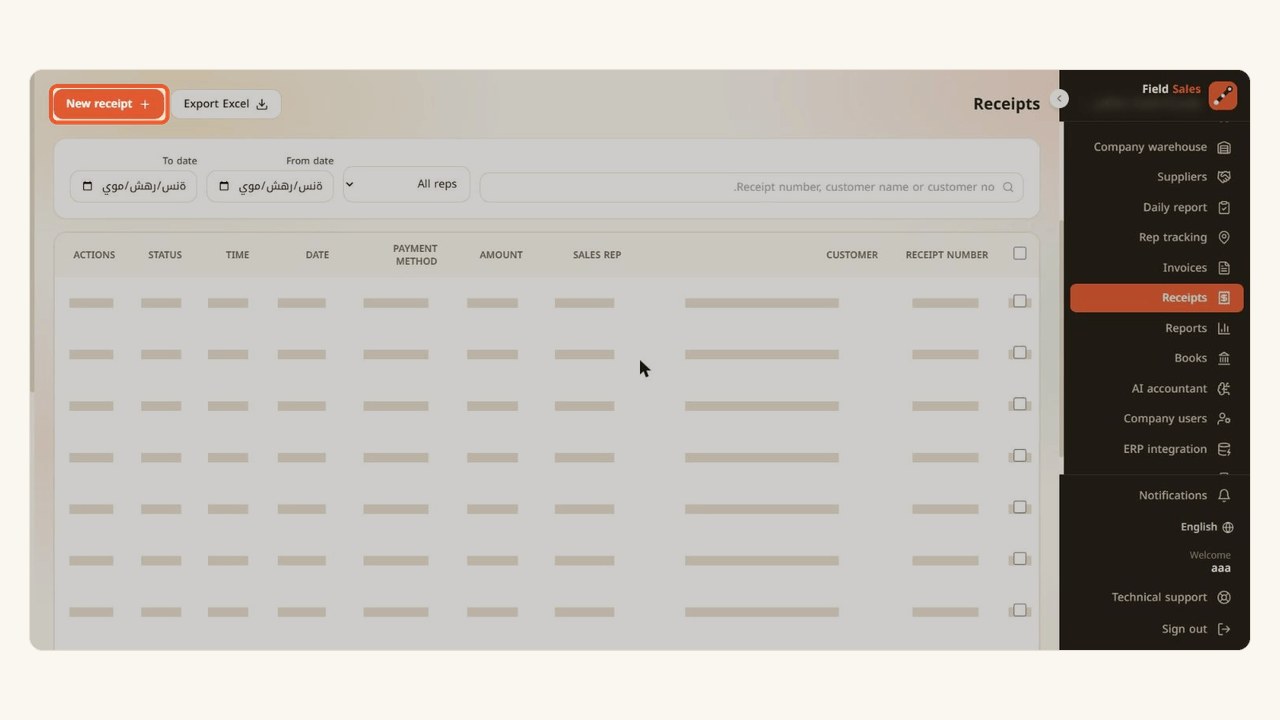 New receipt +
Export Excel
Receipts
To date
From date
ةنس/رهش/موي
ةنس/رهش/موي
All reps
.Receipt number, customer name or customer no
ACTIONS
STATUS
TIME
DATE
PAYMENT
METHOD
AMOUNT
SALES REP
CUSTOMER
RECEIPT NUMBER
Field Sales
Company warehouse
Suppliers
Daily report
Rep tracking
Invoices
Receipts
Reports
Books
AI accountant
Company users
ERP integration
Notifications
English
Welcome
aaa
Technical support
Sign out